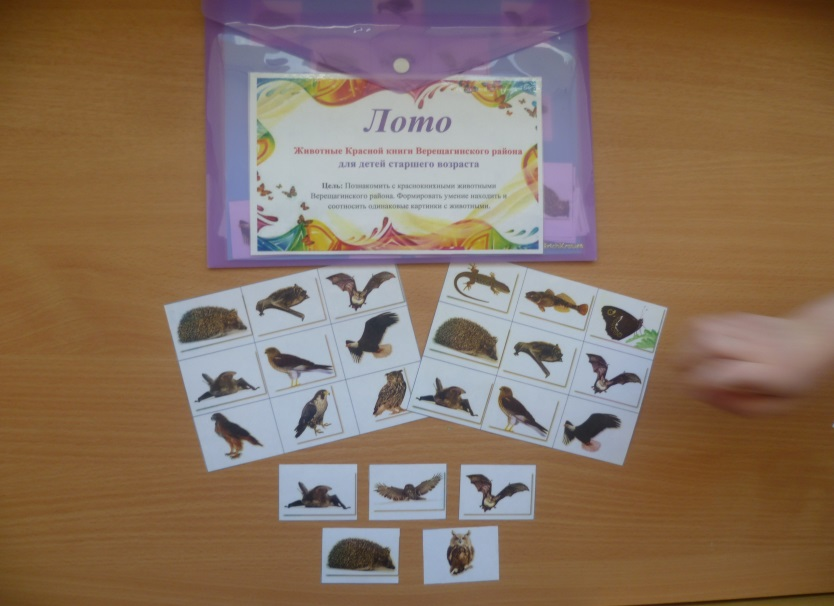 Лото
Животные Красной книги Верещагинского района
для детей старшего возраста
Цель: Познакомить с краснокнижными животными
Верещагинского района. Формировать умение находить и
соотносить одинаковые картинки с животными.